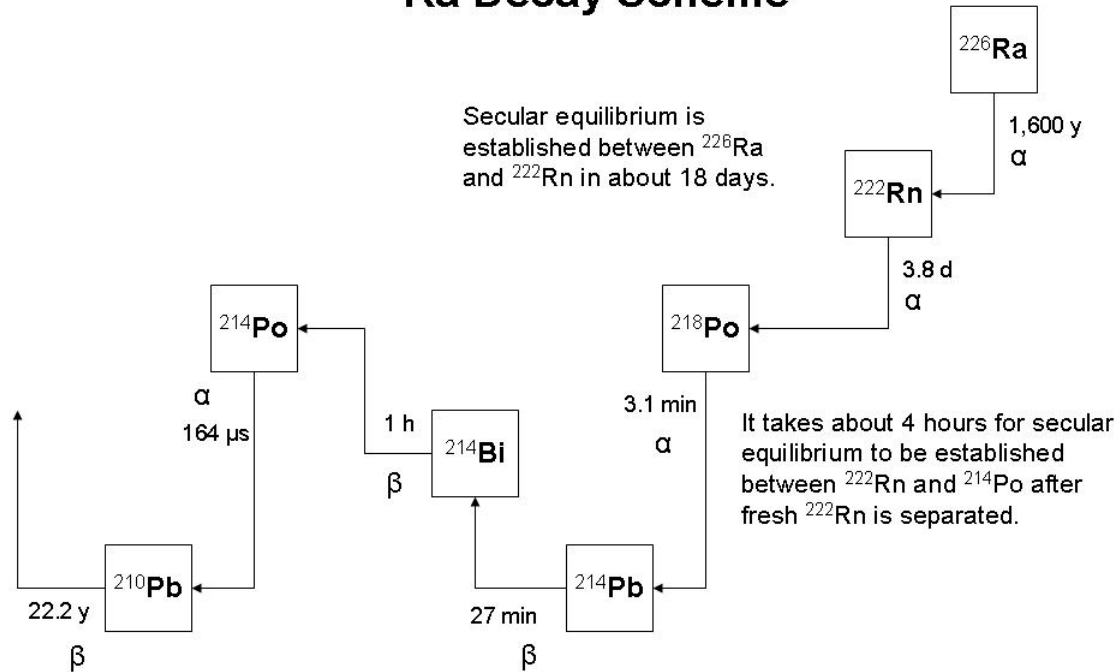 Ra Decay Scheme
²²⁶Ra
Secular equilibrium is
established between ²²⁶Ra
and ²²²Rn in about 18 days.
1,600 y
α
²²²Rn
3.8 d
α
²¹⁴Po
²¹⁸Po
α
164 µs
3.1 min
α
1 h
β
²¹⁴Bi
It takes about 4 hours for secular
equilibrium to be established
between ²²²Rn and ²¹⁴Po after
fresh ²²²Rn is separated.
²¹⁰Pb
²¹⁴Pb
22.2 y
β
27 min
β